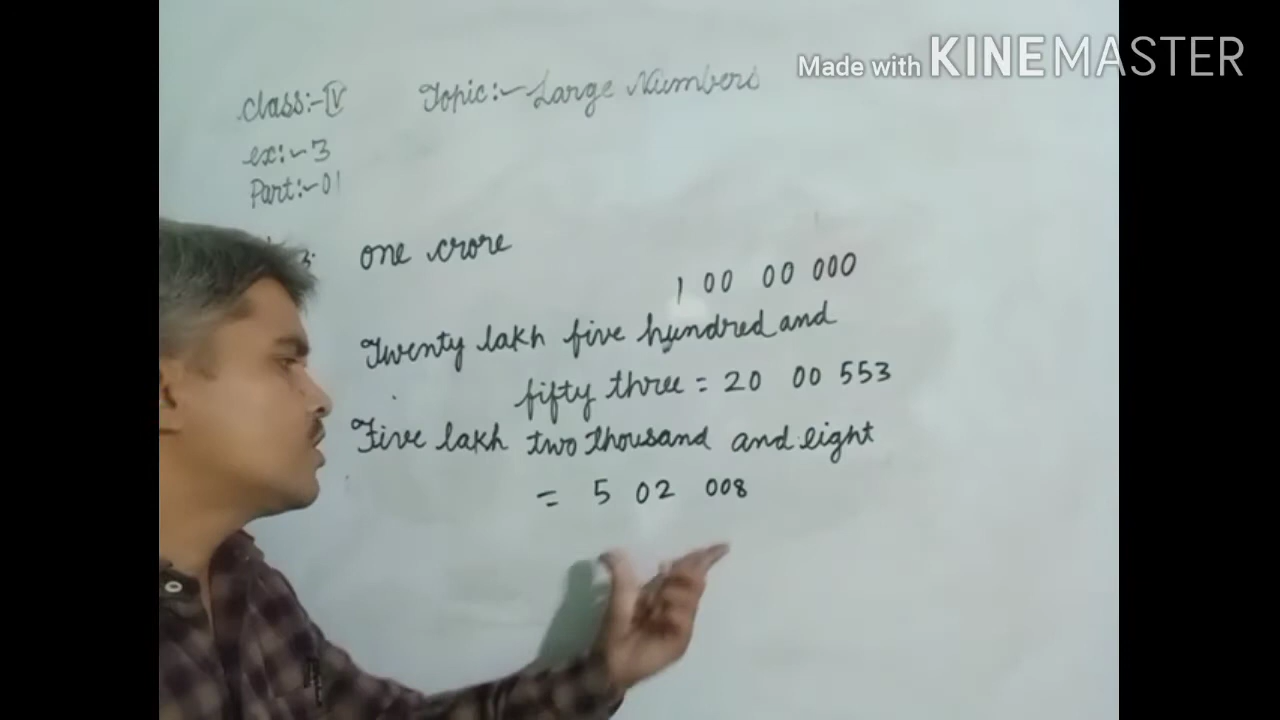 Made with KINEMASTER
Class:-IV Topic:- Large Numbers
ex:-3
Part:-01
3. one crore
1 00 00 000
Twenty lakh five hundred and
fifty three = 20 00 553
Five lakh two thousand and eight
= 5 02 008